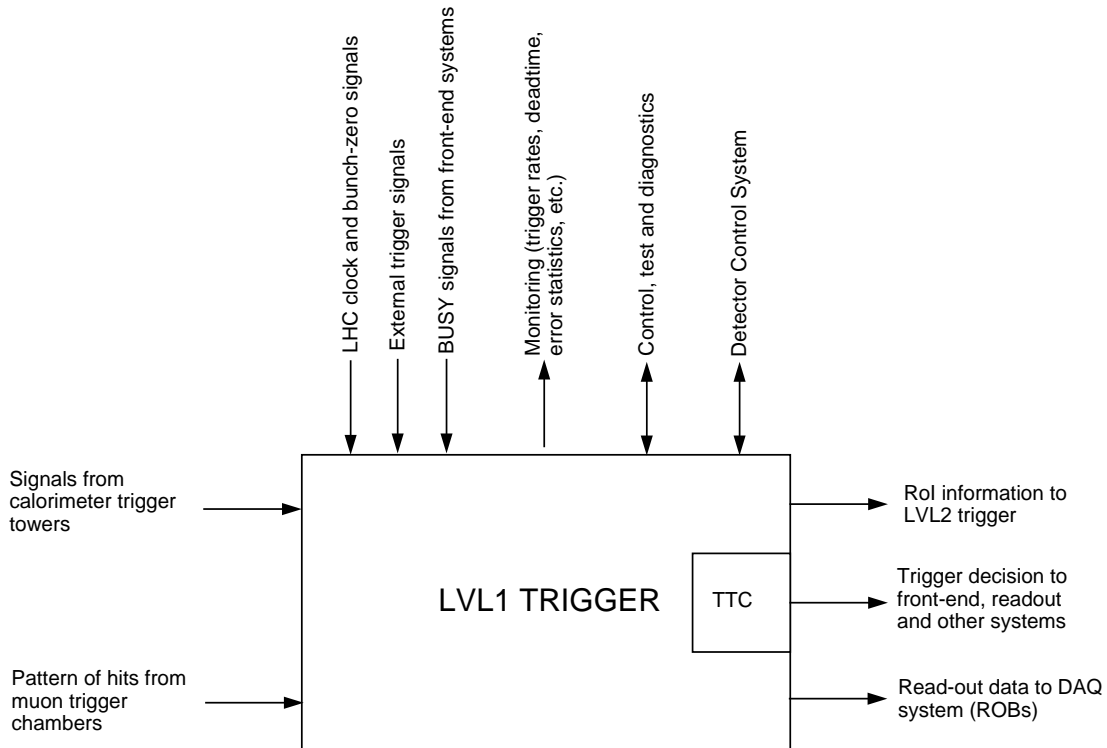 LHC clock and bunch-zero signals
External trigger signals
BUSY signals from front-end systems
Monitoring (trigger rates, deadtime,
error statistics, etc.)
Control, test and diagnostics
Detector Control System
Signals from
calorimeter trigger
towers
Pattern of hits from
muon trigger
chambers
LVL1 TRIGGER
TTC
RoI information to
LVL2 trigger
Trigger decision to
front-end, readout
and other systems
Read-out data to DAQ
system (ROBs)